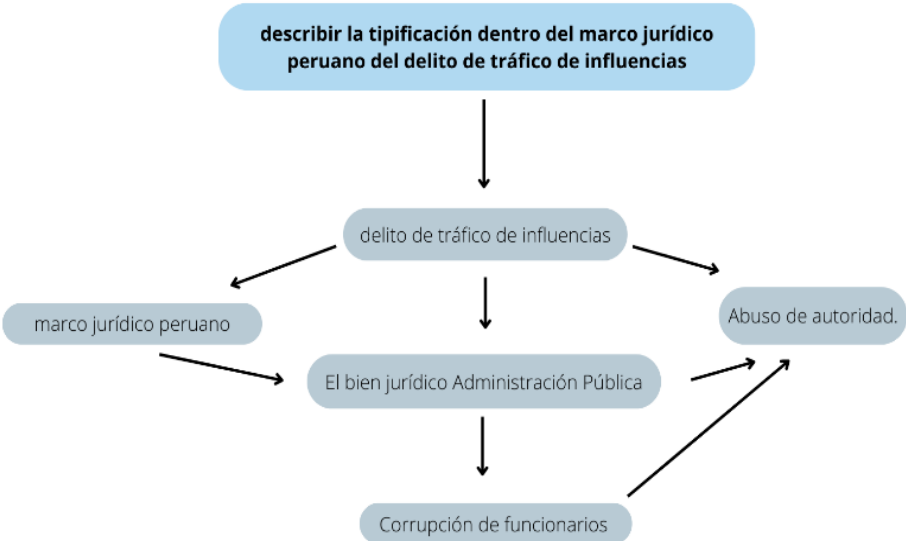 describir la tipificación dentro del marco jurídico
peruano del delito de tráfico de influencias
delito de tráfico de influencias
marco jurídico peruano
Abuso de autoridad.
El bien jurídico Administración Pública
Corrupción de funcionarios